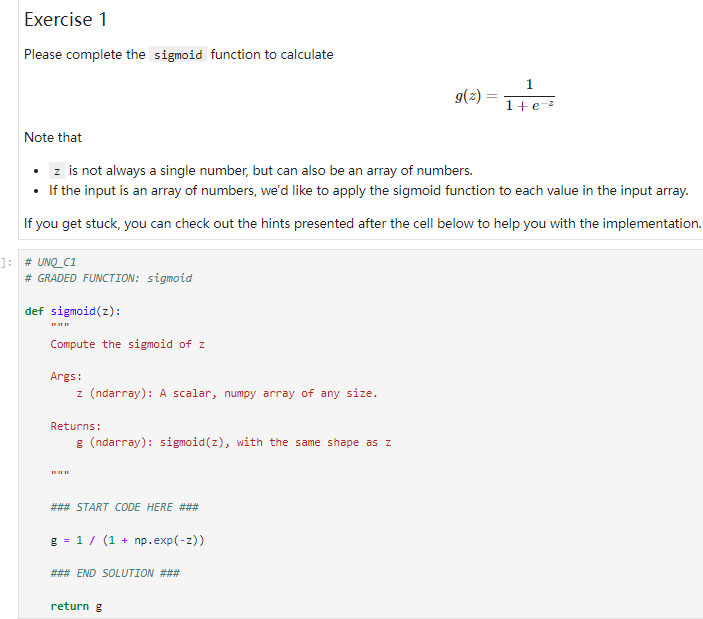 Exercise 1
Please complete the sigmoid function to calculate
g(z) = 1 / (1 + e^{-z})
Note that
• z is not always a single number, but can also be an array of numbers.
• If the input is an array of numbers, we'd like to apply the sigmoid function to each value in the input array.
If you get stuck, you can check out the hints presented after the cell below to help you with the implementation.
]: # UNQ_C1
# GRADED FUNCTION: sigmoid
def sigmoid(z):
"""
Compute the sigmoid of z
Args:
z (ndarray): A scalar, numpy array of any size.
Returns:
g (ndarray): sigmoid(z), with the same shape as z
"""
### START CODE HERE ###
g = 1 / (1 + np.exp(-z))
### END SOLUTION ###
return g